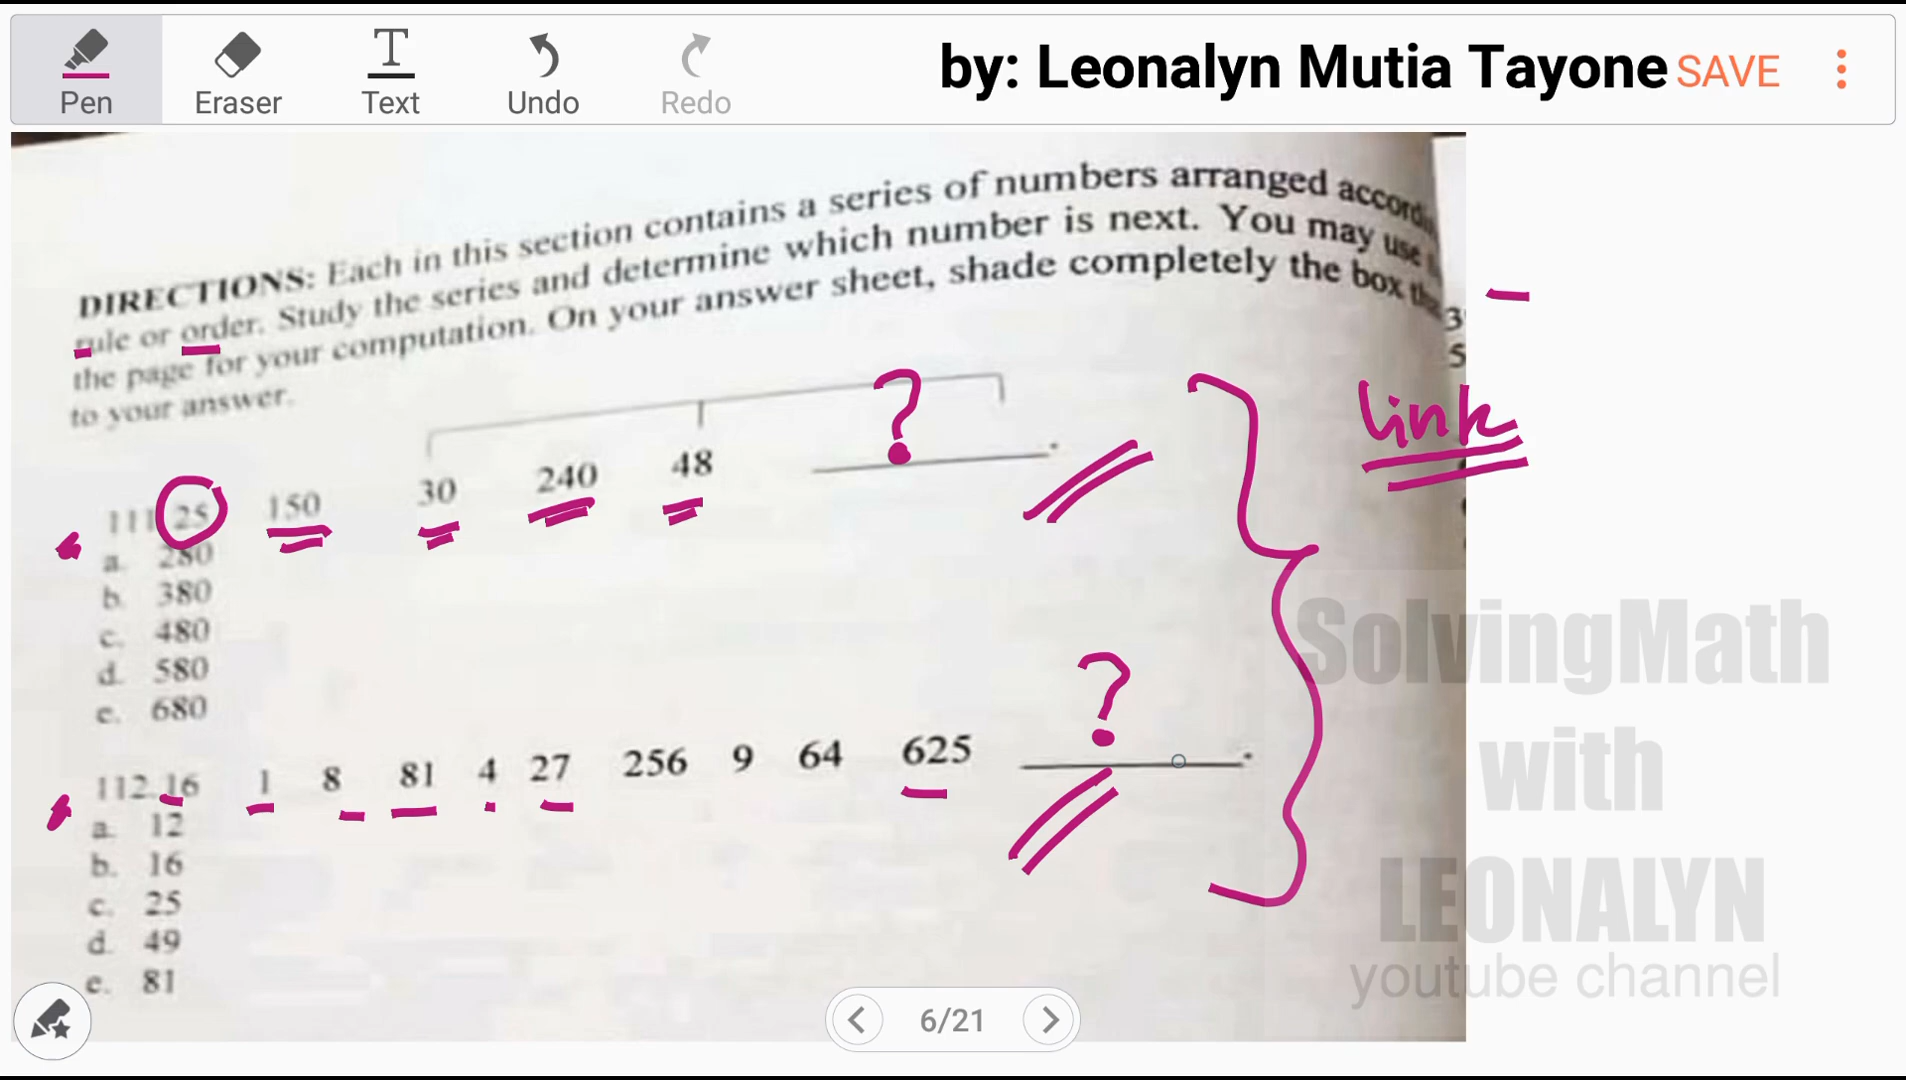 Pen
Eraser
Text
Undo
Redo
by: Leonalyn Mutia Tayone
SAVE
DIRECTIONS: Each in this section contains a series of numbers arranged accord
rule or order. Study the series and determine which number is next. You may use
the page for your computation. On your answer sheet, shade completely the box
to your answer.
3
5
?
link
111. 25 150 30 240 48
a. 280
b. 380
c. 480
d. 580
e. 680
?
112. 16 1 8 81 4 27 256 9 64 625
a. 12
b. 16
c. 25
d. 49
e. 81
SolvingMath
with
LEONALYN
youtube channel
6/21